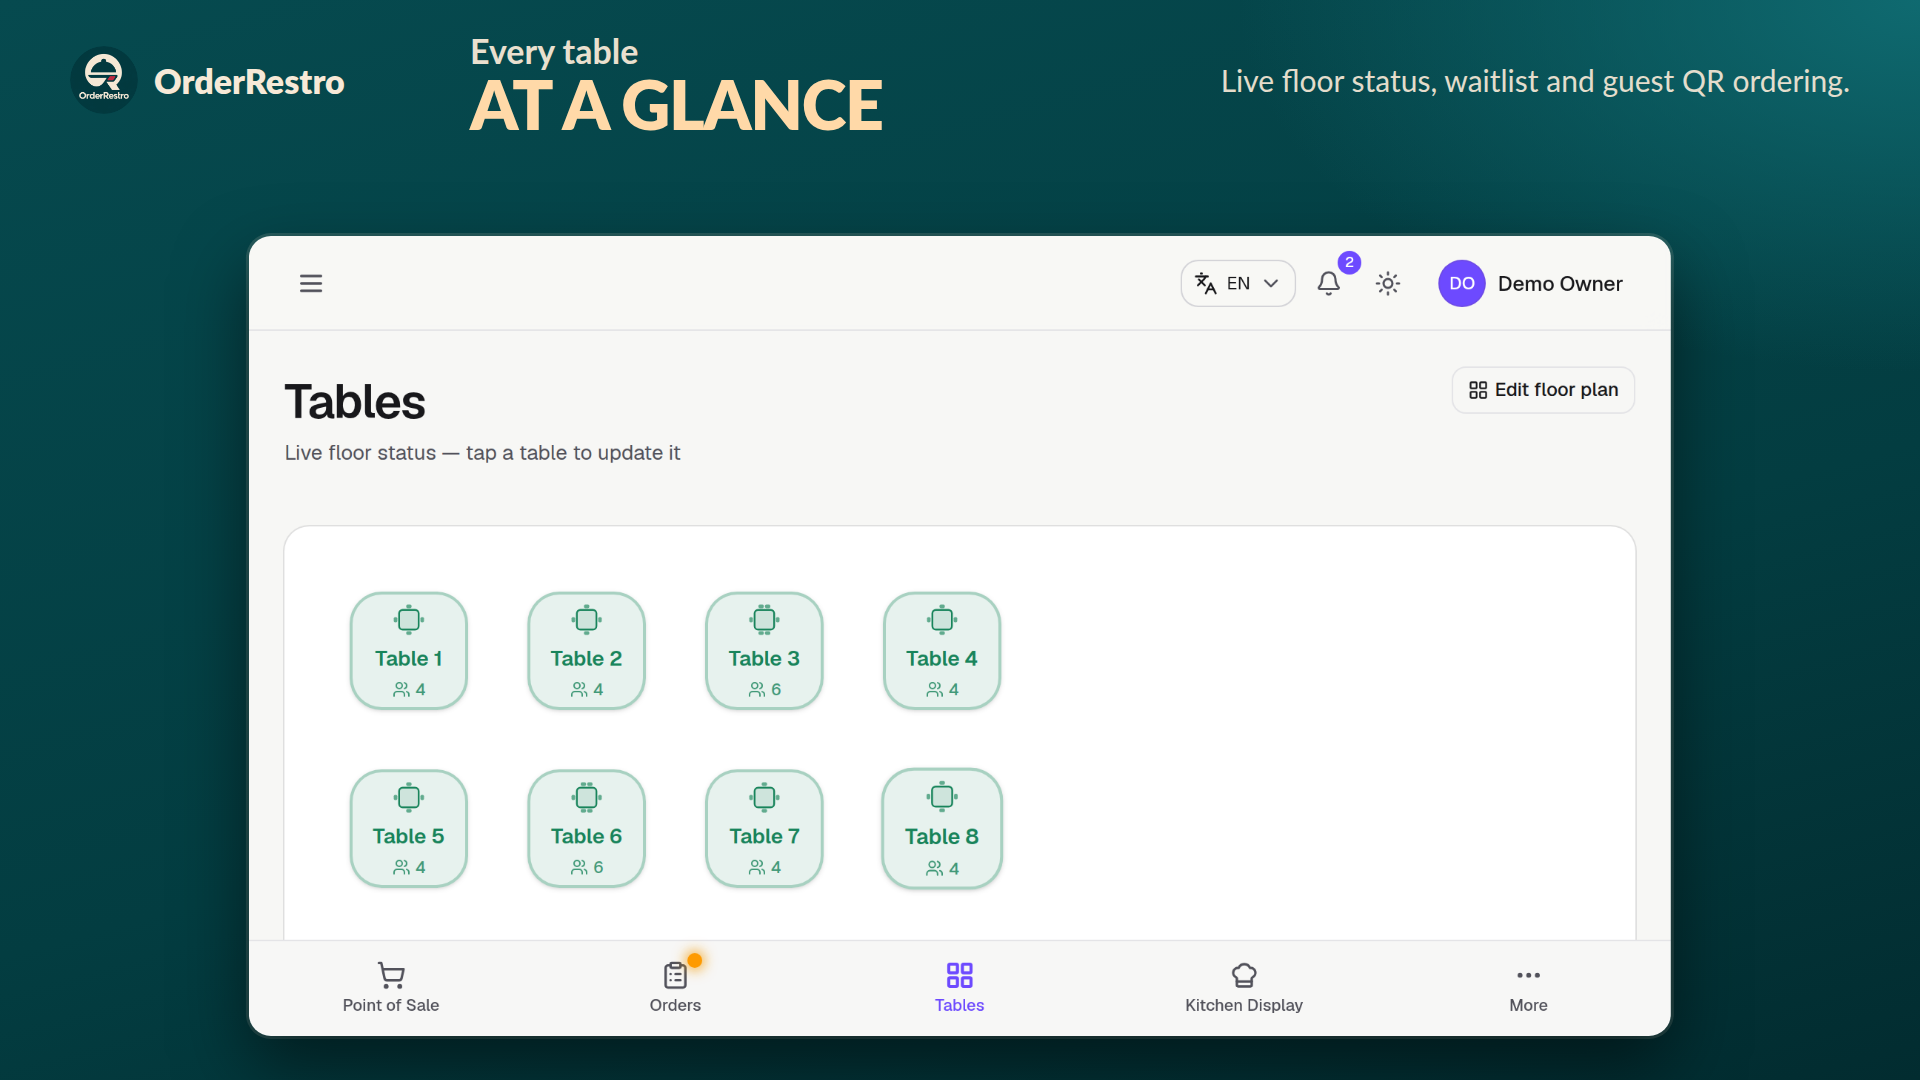 OrderRestro
OrderRestro
Every table
AT A GLANCE
Live floor status, waitlist and guest QR ordering.
EN
2
DO
Demo Owner
Tables
Edit floor plan
Live floor status — tap a table to update it
Table 1
4
Table 2
4
Table 3
6
Table 4
4
Table 5
4
Table 6
6
Table 7
4
Table 8
4
Point of Sale
Orders
Tables
Kitchen Display
More